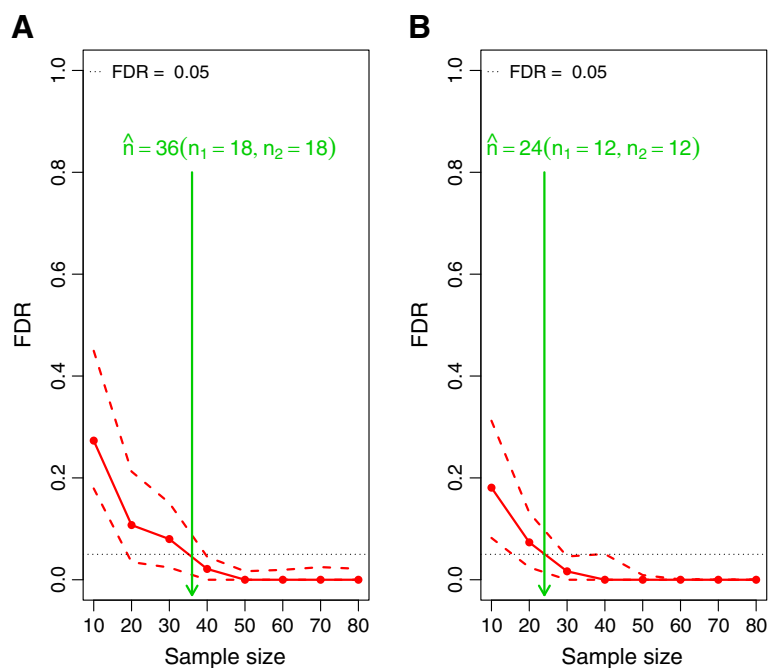 A
FDR = 0.05
n̂ = 36(n₁ = 18, n₂ = 18)
1.0
0.8
0.6
0.4
0.2
0.0
FDR
10 20 30 40 50 60 70 80
Sample size
B
FDR = 0.05
n̂ = 24(n₁ = 12, n₂ = 12)
1.0
0.8
0.6
0.4
0.2
0.0
FDR
10 20 30 40 50 60 70 80
Sample size